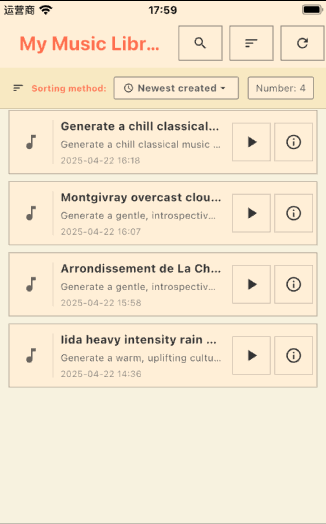 运营商 17:59
My Music Libr...
Sorting method: Newest created Number: 4
Generate a chill classical...
Generate a chill classical music ...
2025-04-22 16:18
Montgivray overcast clou...
Generate a gentle, introspectiv...
2025-04-22 16:07
Arrondissement de La Ch...
Generate a gentle, introspectiv...
2025-04-22 15:58
Iida heavy intensity rain ...
Generate a warm, uplifting cultu...
2025-04-22 14:36